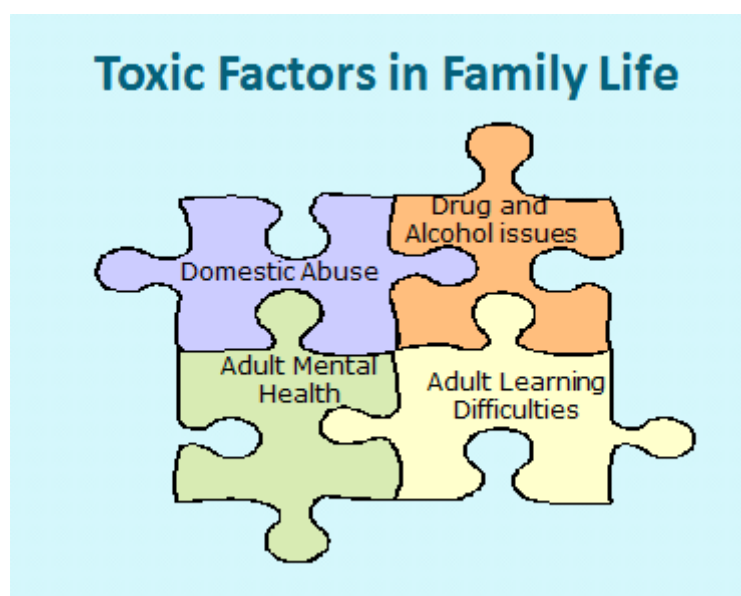 Toxic Factors in Family Life
Drug and
Alcohol issues
Domestic Abuse
Adult Mental
Health
Adult Learning
Difficulties